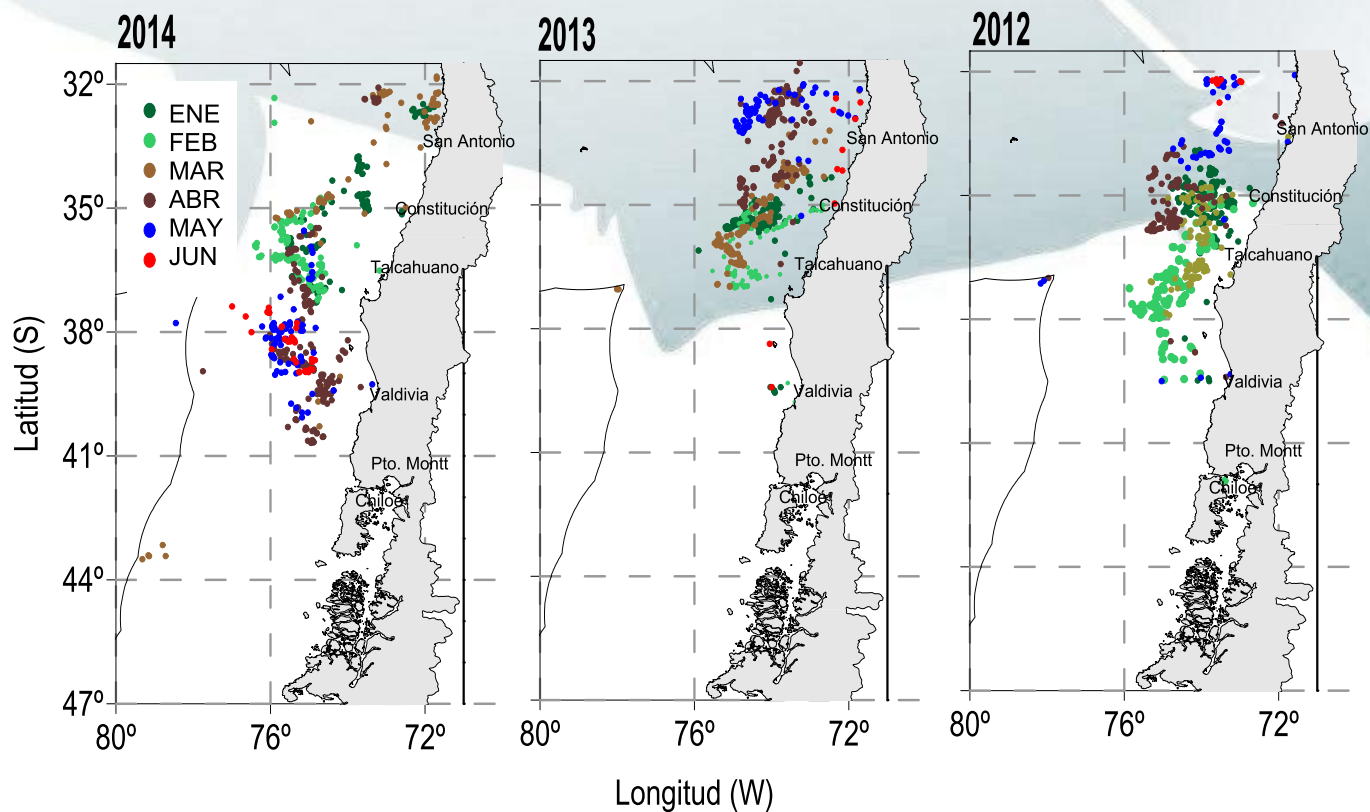 2014
2013
2012
ENE
FEB
MAR
ABR
MAY
JUN
Latitud (S)
32º
35º
38º
41º
44º
47º
San Antonio
Constitución
Talcahuano
Valdivia
Pto. Montt
Chiloé
80º
76º
72º
San Antonio
Constitución
Talcahuano
Valdivia
Pto. Montt
Chiloé
80º
76º
72º
San Antonio
Constitución
Talcahuano
Valdivia
Pto. Montt
Chiloé
80º
76º
72º
Longitud (W)